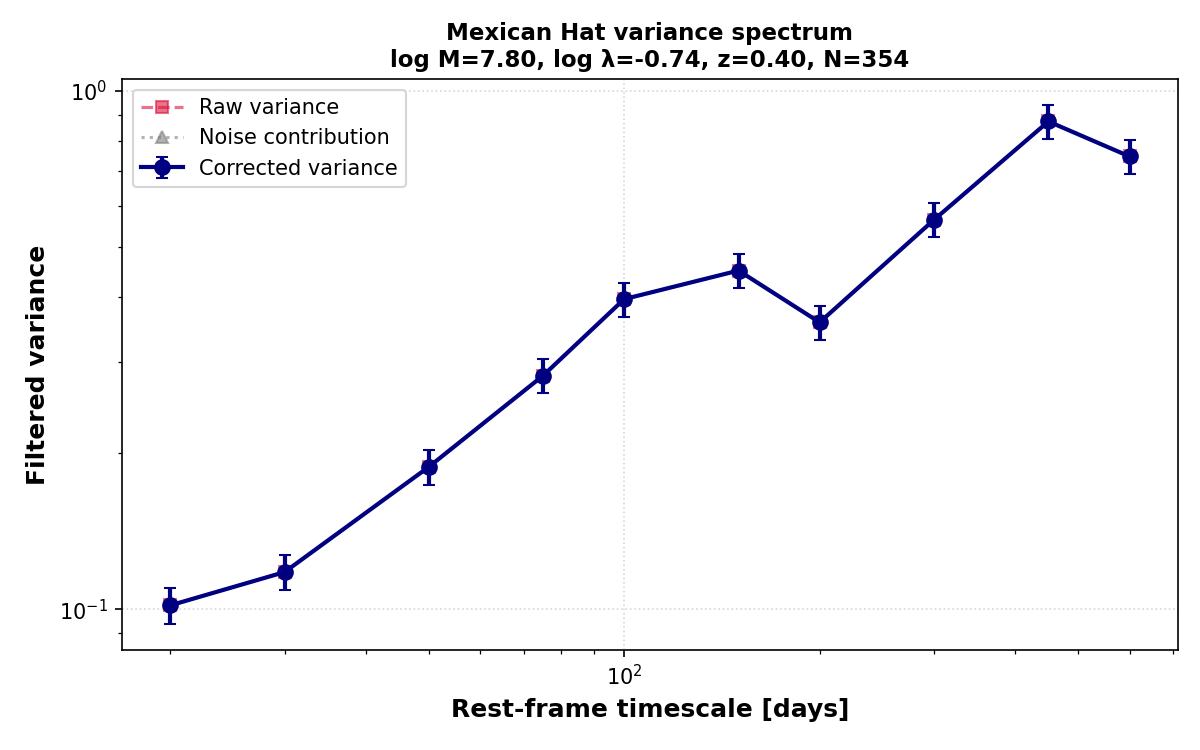 Mexican Hat variance spectrum
log M=7.80, log λ=-0.74, z=0.40, N=354
Raw variance
Noise contribution
Corrected variance
Filtered variance
10⁰
10⁻¹
10²
Rest-frame timescale [days]